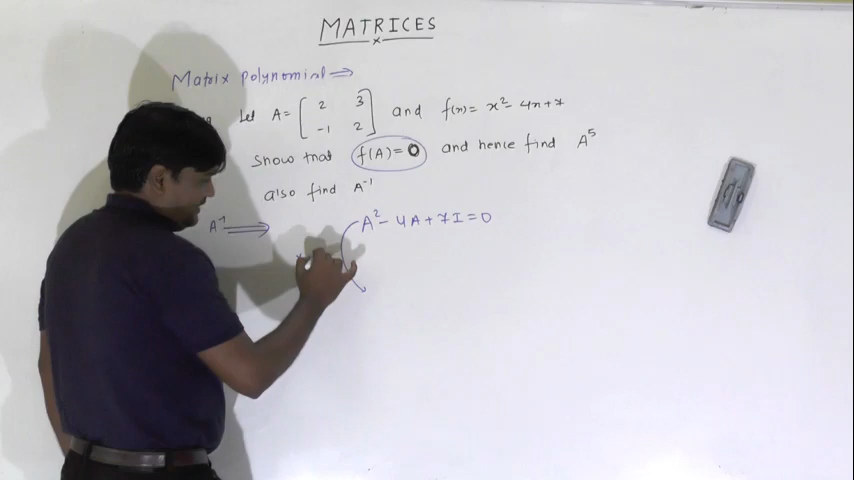 MATRICES
Matrix polynomial ⇒
Let A = [ 2 3 -1 2 ] and f(x) = x² - 4x + 7
Show that f(A) = 0 and hence find A⁵
also find A⁻¹
A⁻¹ ⇒ A² - 4A + 7I = 0